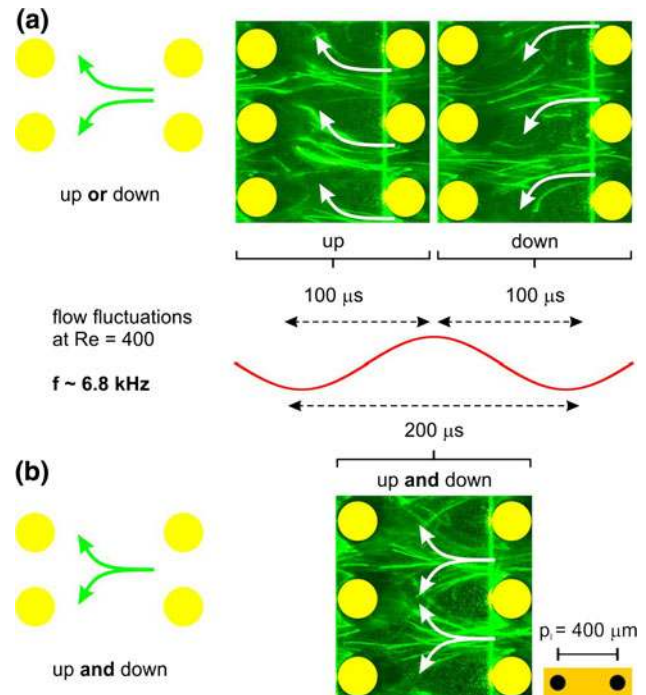 (a)
up or down
up
down
100 μs
100 μs
flow fluctuations
at Re = 400
f ~ 6.8 kHz
200 μs
(b)
up and down
up and down
pᵢ = 400 μm